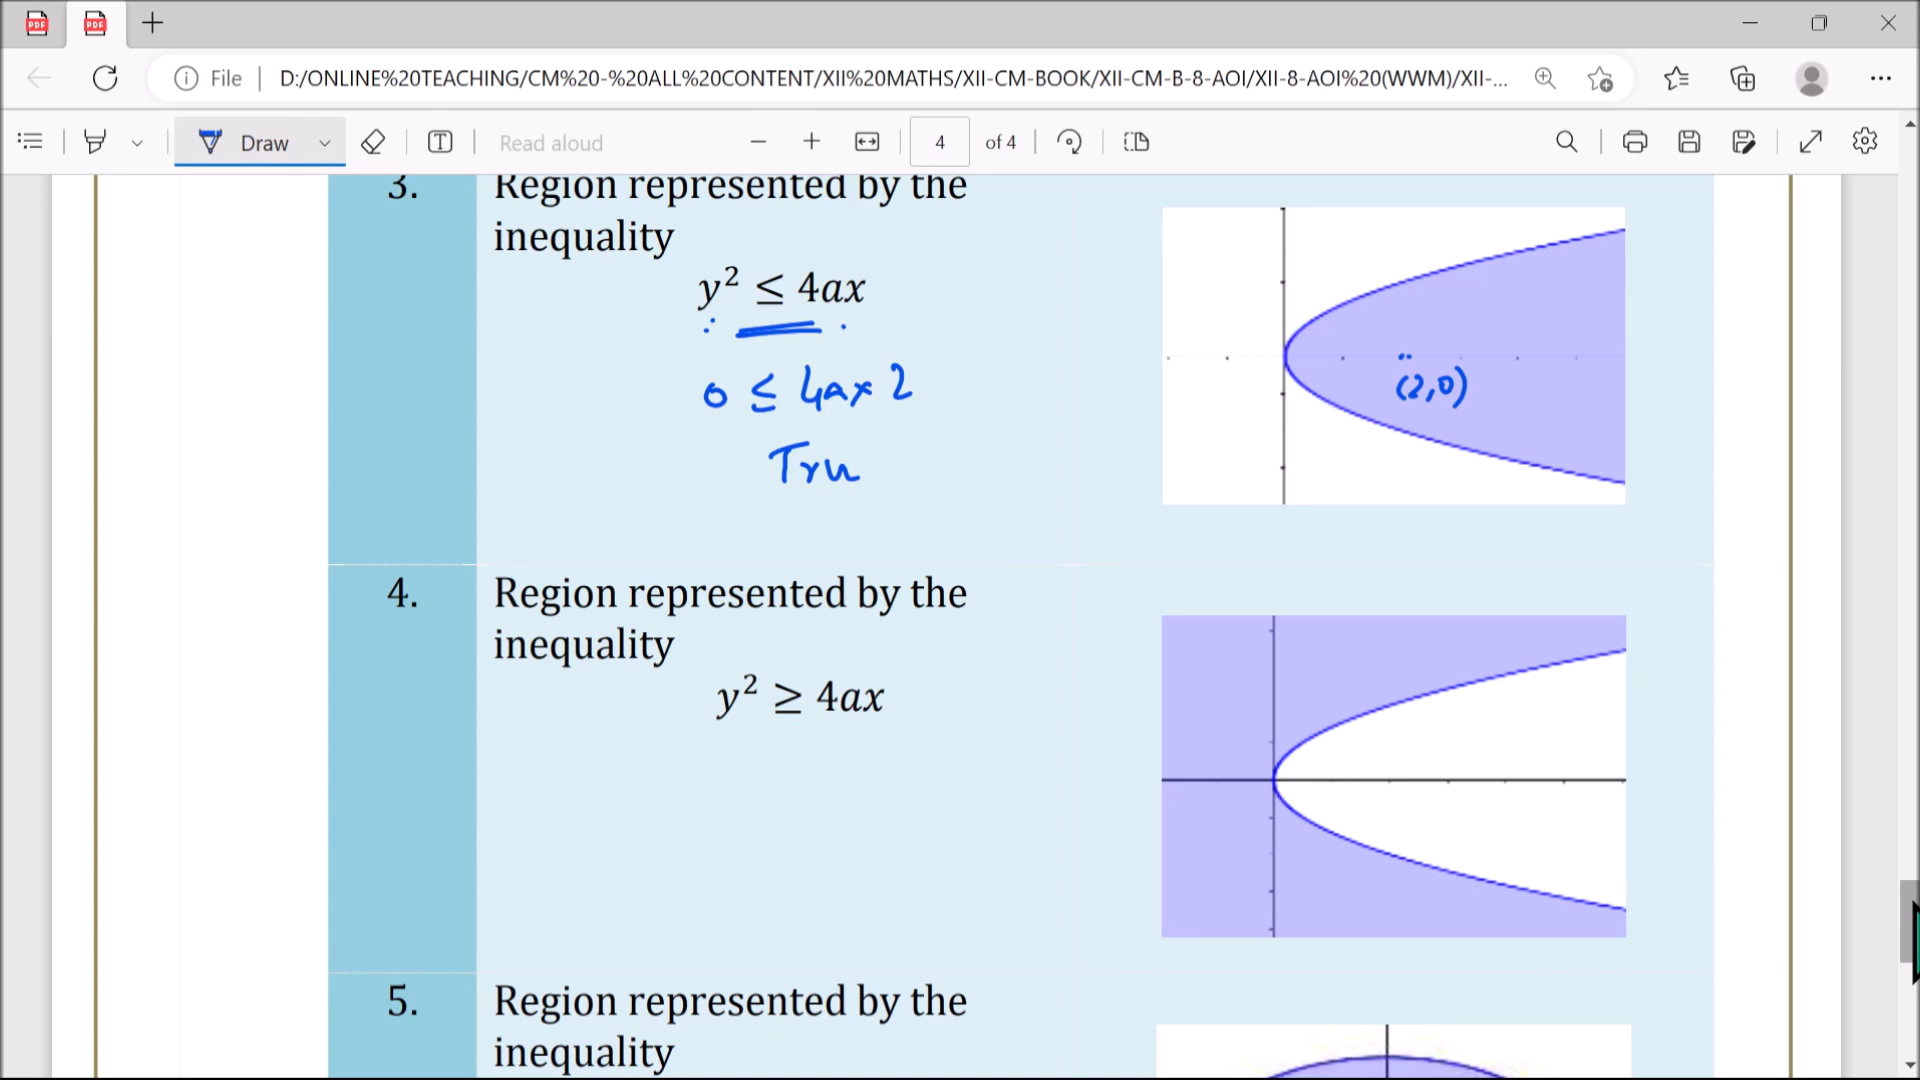 File
D:/ONLINE%20TEACHING/CM%20-%20ALL%20CONTENT/XII%20MATHS/XII-CM-BOOK/XII-CM-B-8-AOI/XII-8-AOI%20(WWM)/XII-...
Draw
Read aloud
4 of 4
3. Region represented by the
inequality
y² ≤ 4ax
0 ≤ 4a × 2
Tru
(2,0)
4. Region represented by the
inequality
y² ≥ 4ax
5. Region represented by the
inequality